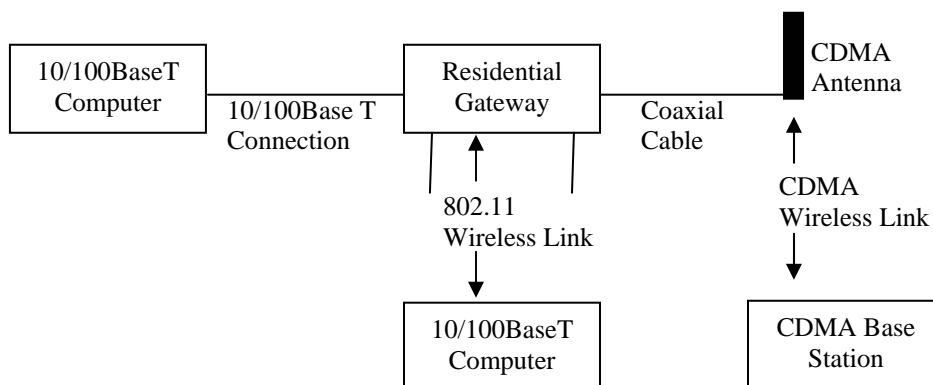 10/100BaseT
Computer
10/100Base T
Connection
Residential
Gateway
Coaxial
Cable
CDMA
Antenna
802.11
Wireless Link
CDMA
Wireless Link
10/100BaseT
Computer
CDMA Base
Station